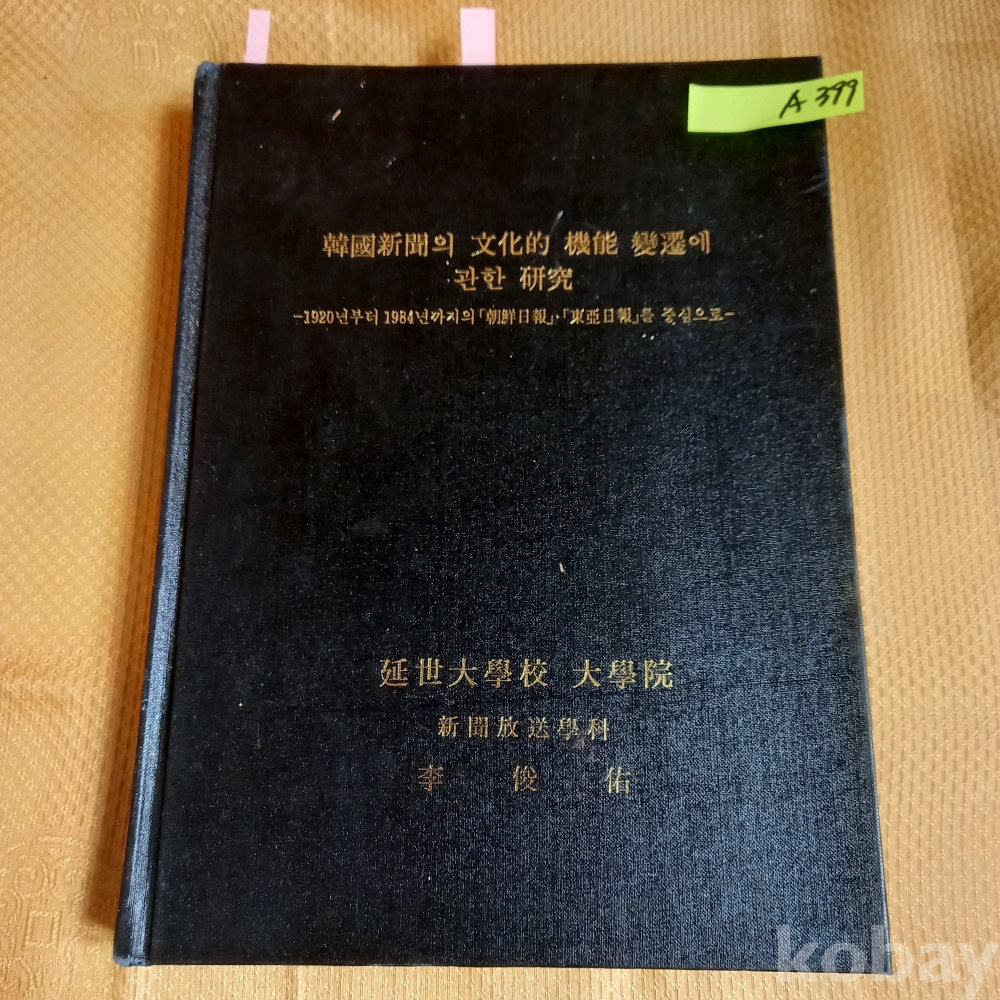 A 399
韓國新聞의 文化的 機能 變遷에
관한 硏究
-1920년부터 1984년까지의 「朝鮮日報」·「東亞日報」를 중심으로-
延世大學校 大學院
新聞放送學科
李 俊 佑
kobay